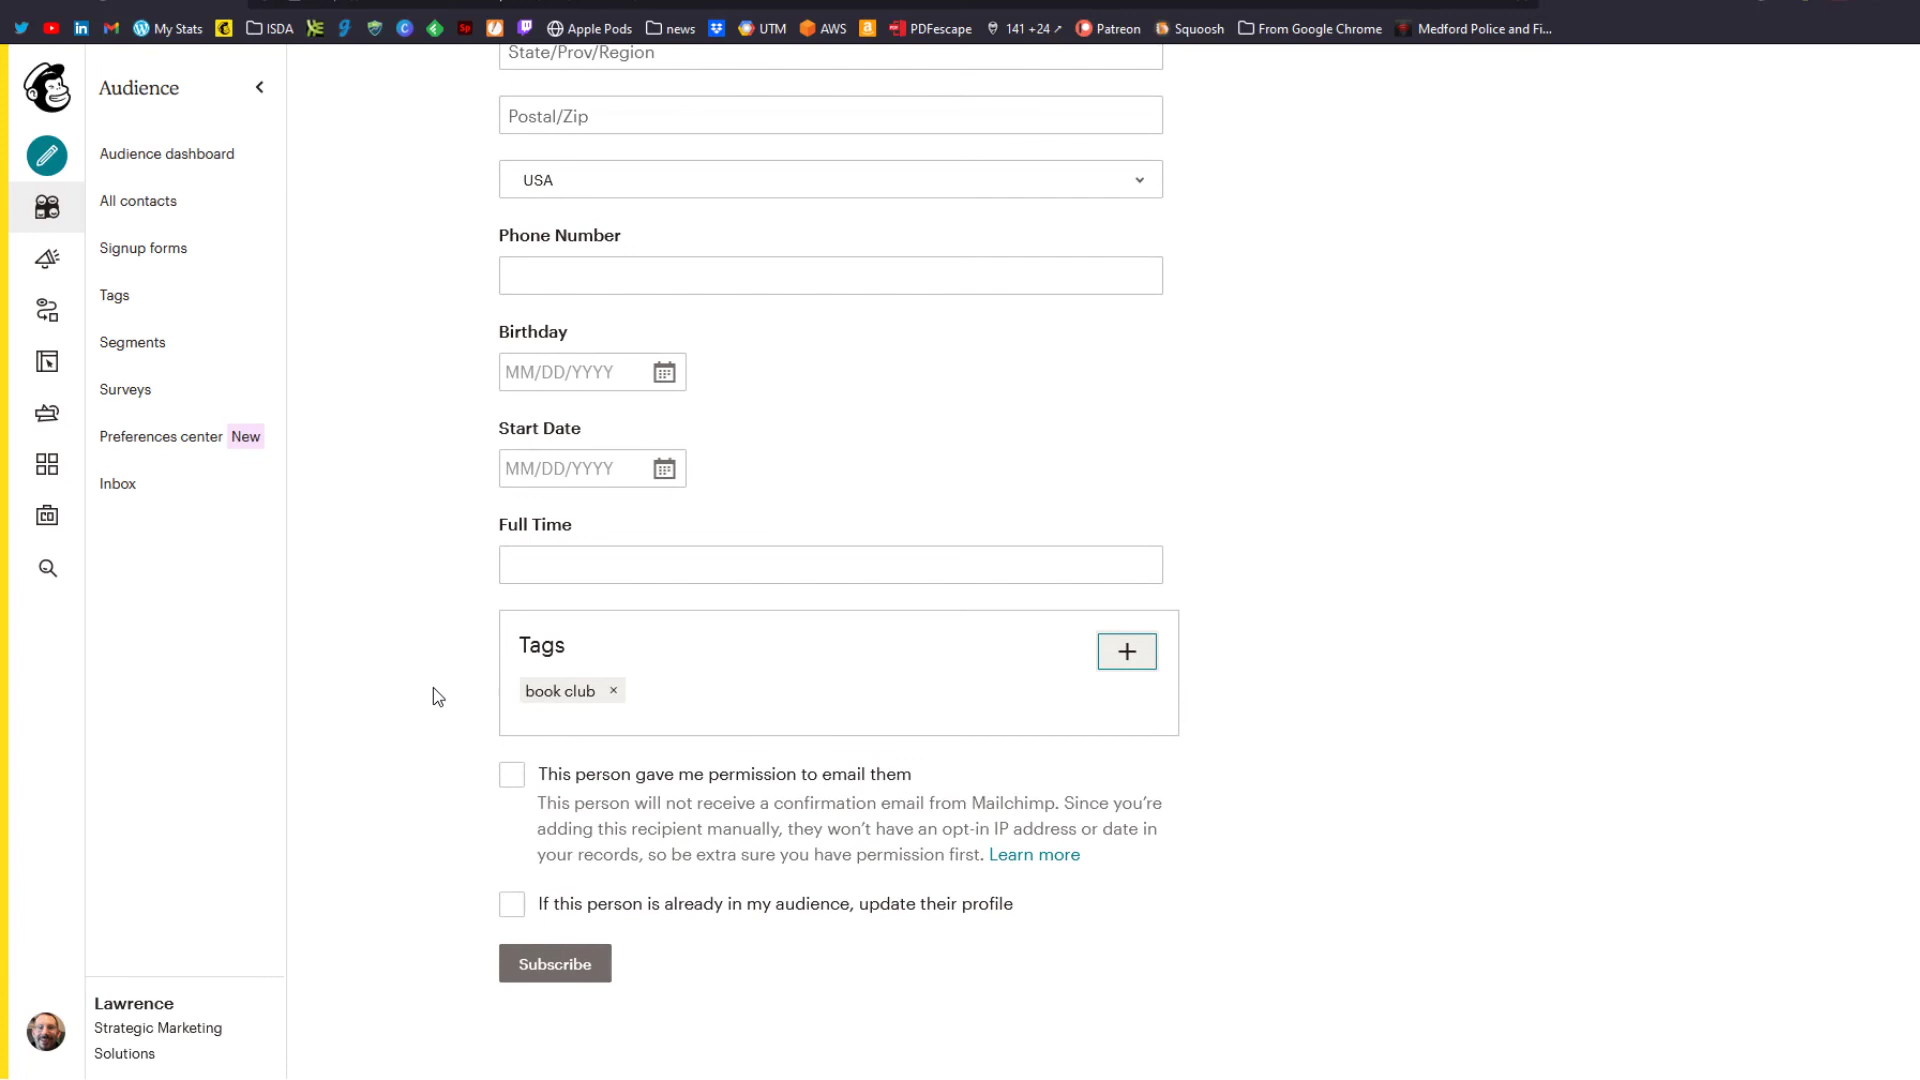 My Stats
ISDA
Sp
Apple Pods
news
UTM
AWS
a
PDFescape
141 +24
Patreon
Squoosh
From Google Chrome
Medford Police and Fi...
Audience
Audience dashboard
All contacts
Signup forms
Tags
Segments
Surveys
Preferences center New
Inbox
Lawrence
Strategic Marketing
Solutions
State/Prov/Region
Postal/Zip
USA
Phone Number
Birthday
MM/DD/YYYY
Start Date
MM/DD/YYYY
Full Time
Tags
book club ×
This person gave me permission to email them
This person will not receive a confirmation email from Mailchimp. Since you’re
adding this recipient manually, they won’t have an opt-in IP address or date in
your records, so be extra sure you have permission first. Learn more
If this person is already in my audience, update their profile
Subscribe